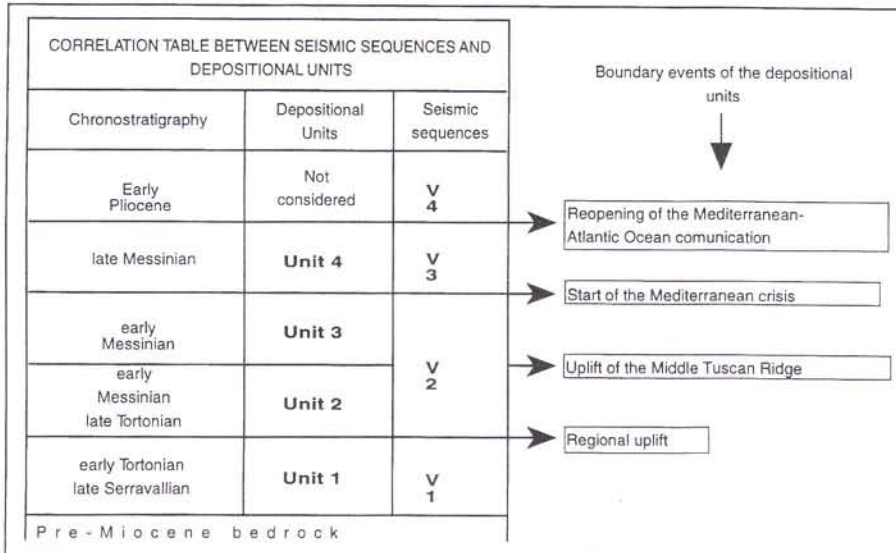 CORRELATION TABLE BETWEEN SEISMIC SEQUENCES AND
DEPOSITIONAL UNITS
Chronostratigraphy
Depositional
Units
Seismic
sequences
Early
Pliocene
Not
considered
V
4
late Messinian
Unit 4
V
3
early
Messinian
Unit 3
V
2
early
Messinian
late Tortonian
Unit 2
early Tortonian
late Serravallian
Unit 1
V
1
Pre-Miocene bedrock
Boundary events of the depositional
units
Reopening of the Mediterranean-
Atlantic Ocean comunication
Start of the Mediterranean crisis
Uplift of the Middle Tuscan Ridge
Regional uplift